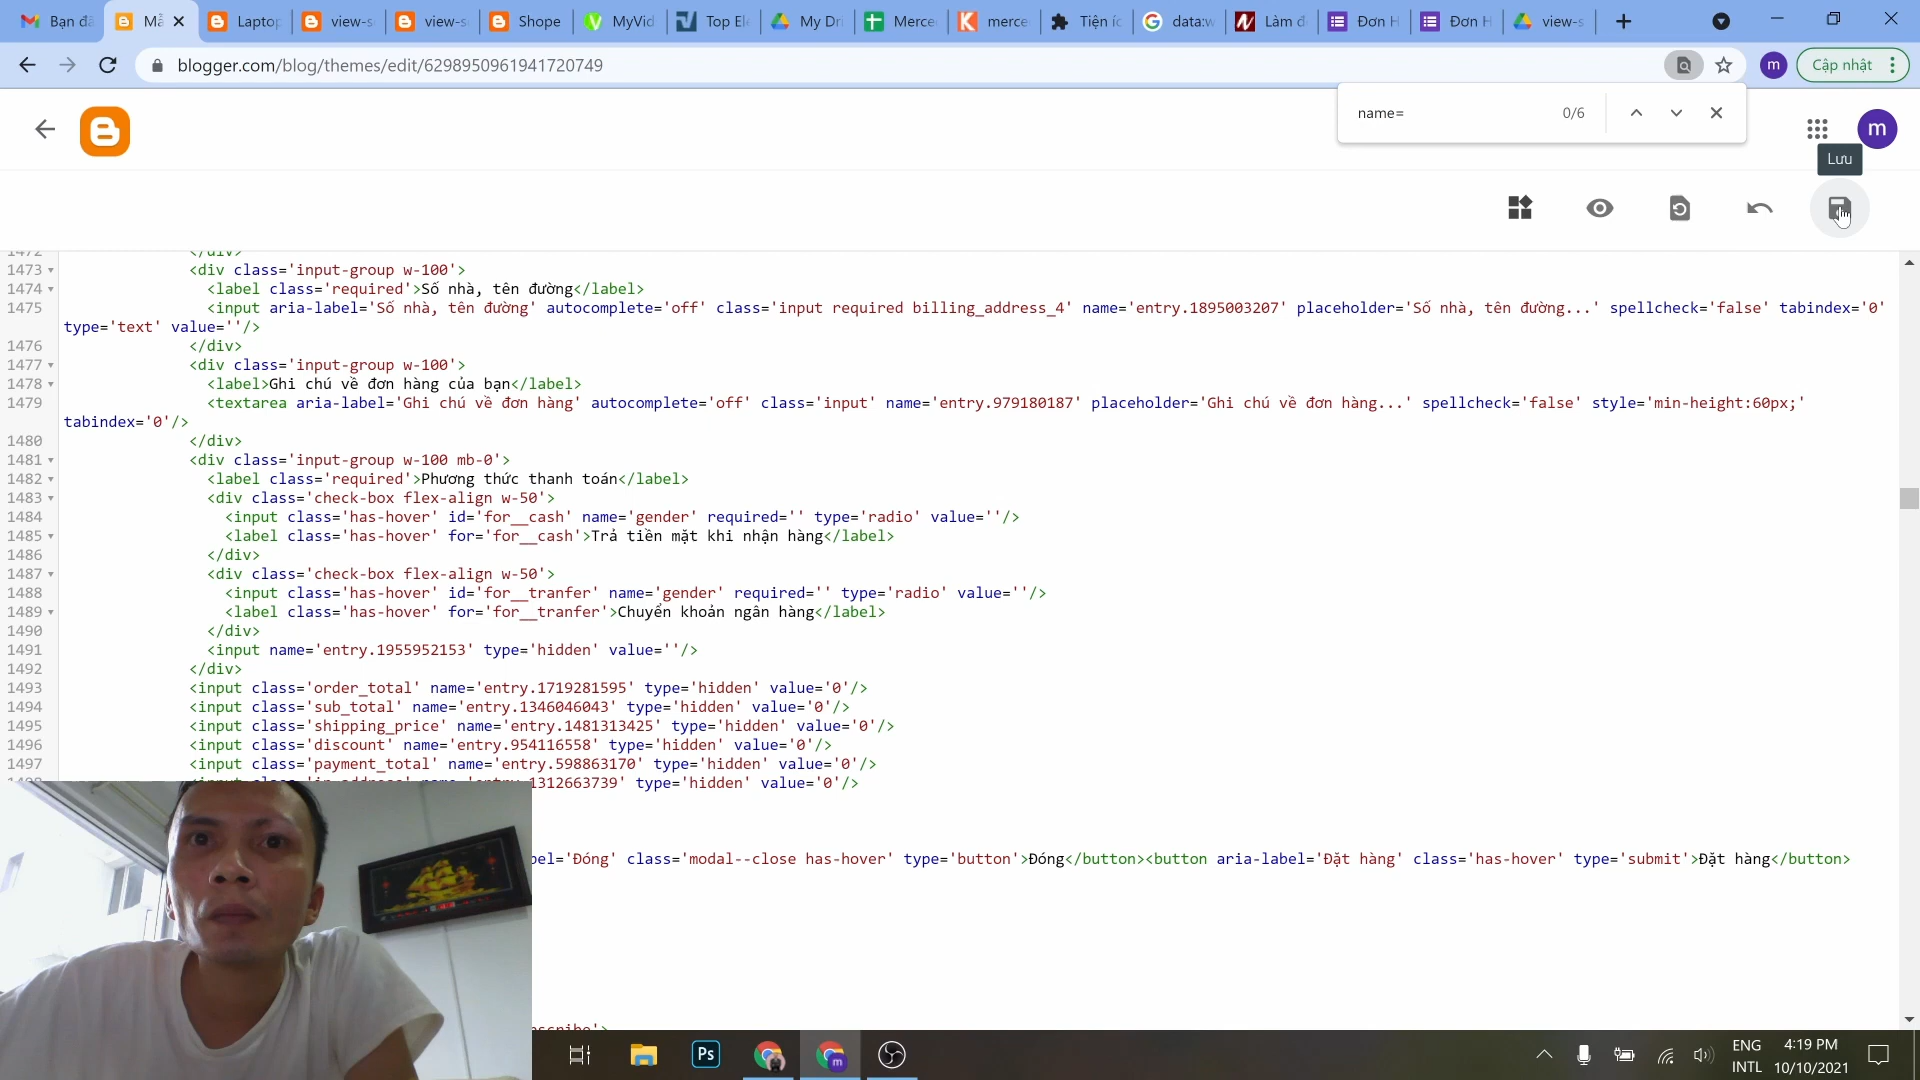 Bạn đã
Mẫ
Laptop
view-s
view-s
Shope
MyVid
Top El
My Dri
Merce
merce
Tiện íc
data:w
Làm đ
Đơn H
Đơn H
view-s
blogger.com/blog/themes/edit/6298950961941720749
m
Cập nhật
name=
0/6
m
Lưu
1472 </div>
1473 <div class='input-group w-100'>
1474 <label class='required'>Số nhà, tên đường</label>
1475 <input aria-label='Số nhà, tên đường' autocomplete='off' class='input required billing_address_4' name='entry.1895003207' placeholder='Số nhà, tên đường...' spellcheck='false' tabindex='0'
type='text' value=''/>
1476 </div>
1477 <div class='input-group w-100'>
1478 <label>Ghi chú về đơn hàng của bạn</label>
1479 <textarea aria-label='Ghi chú về đơn hàng' autocomplete='off' class='input' name='entry.979180187' placeholder='Ghi chú về đơn hàng...' spellcheck='false' style='min-height:60px;'
tabindex='0'/>
1480 </div>
1481 <div class='input-group w-100 mb-0'>
1482 <label class='required'>Phương thức thanh toán</label>
1483 <div class='check-box flex-align w-50'>
1484 <input class='has-hover' id='for__cash' name='gender' required='' type='radio' value=''/>
1485 <label class='has-hover' for='for__cash'>Trả tiền mặt khi nhận hàng</label>
1486 </div>
1487 <div class='check-box flex-align w-50'>
1488 <input class='has-hover' id='for__tranfer' name='gender' required='' type='radio' value=''/>
1489 <label class='has-hover' for='for__tranfer'>Chuyển khoản ngân hàng</label>
1490 </div>
1491 <input name='entry.1955952153' type='hidden' value=''/>
1492 </div>
1493 <input class='order_total' name='entry.1719281595' type='hidden' value='0'/>
1494 <input class='sub_total' name='entry.1346046043' type='hidden' value='0'/>
1495 <input class='shipping_price' name='entry.1481313425' type='hidden' value='0'/>
1496 <input class='discount' name='entry.954116558' type='hidden' value='0'/>
1497 <input class='payment_total' name='entry.598863170' type='hidden' value='0'/>
1312663739' type='hidden' value='0'/>
bel='Đóng' class='modal--close has-hover' type='button'>Đóng</button><button aria-label='Đặt hàng' class='has-hover' type='submit'>Đặt hàng</button>
Ps
m
ENG
INTL
4:19 PM
10/10/2021